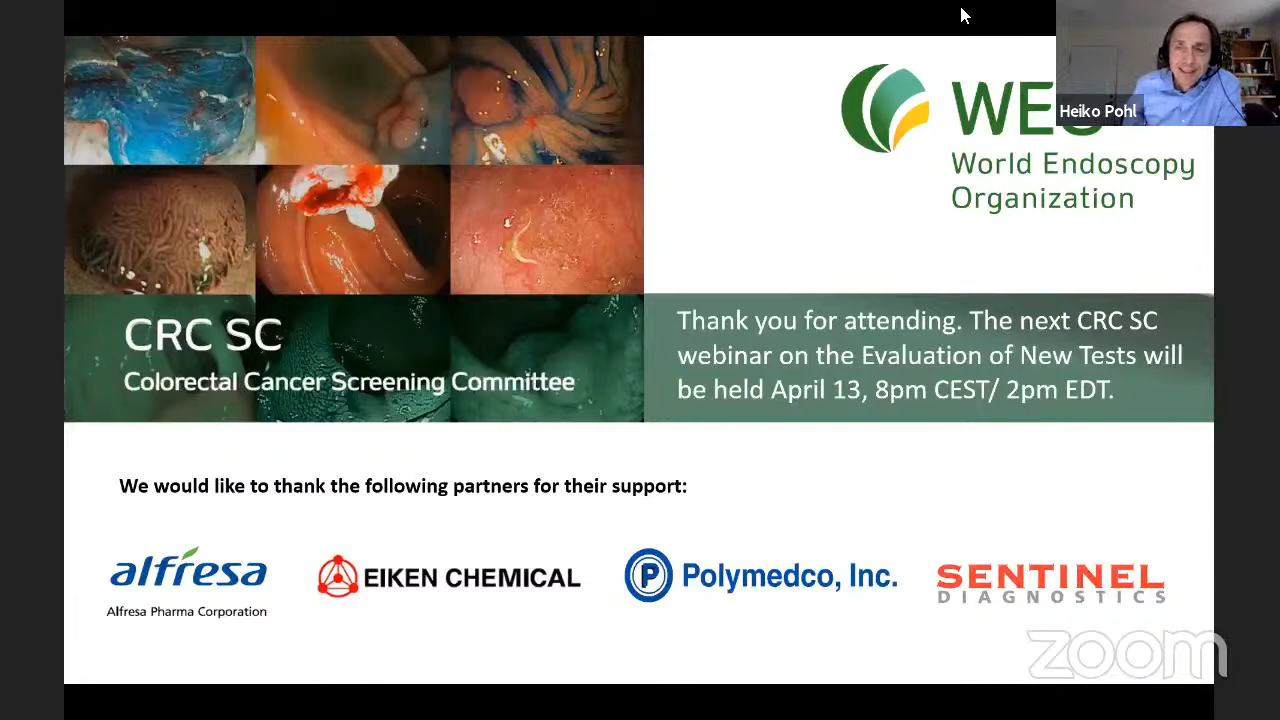 WE
Heiko Pohl
World Endoscopy
Organization
CRC SC
Colorectal Cancer Screening Committee
Thank you for attending. The next CRC SC
webinar on the Evaluation of New Tests will
be held April 13, 8pm CEST/ 2pm EDT.
We would like to thank the following partners for their support:
alfresa
Alfresa Pharma Corporation
EIKEN CHEMICAL
P Polymedco, Inc.
SENTINEL
DIAGNOSTICS
zoom